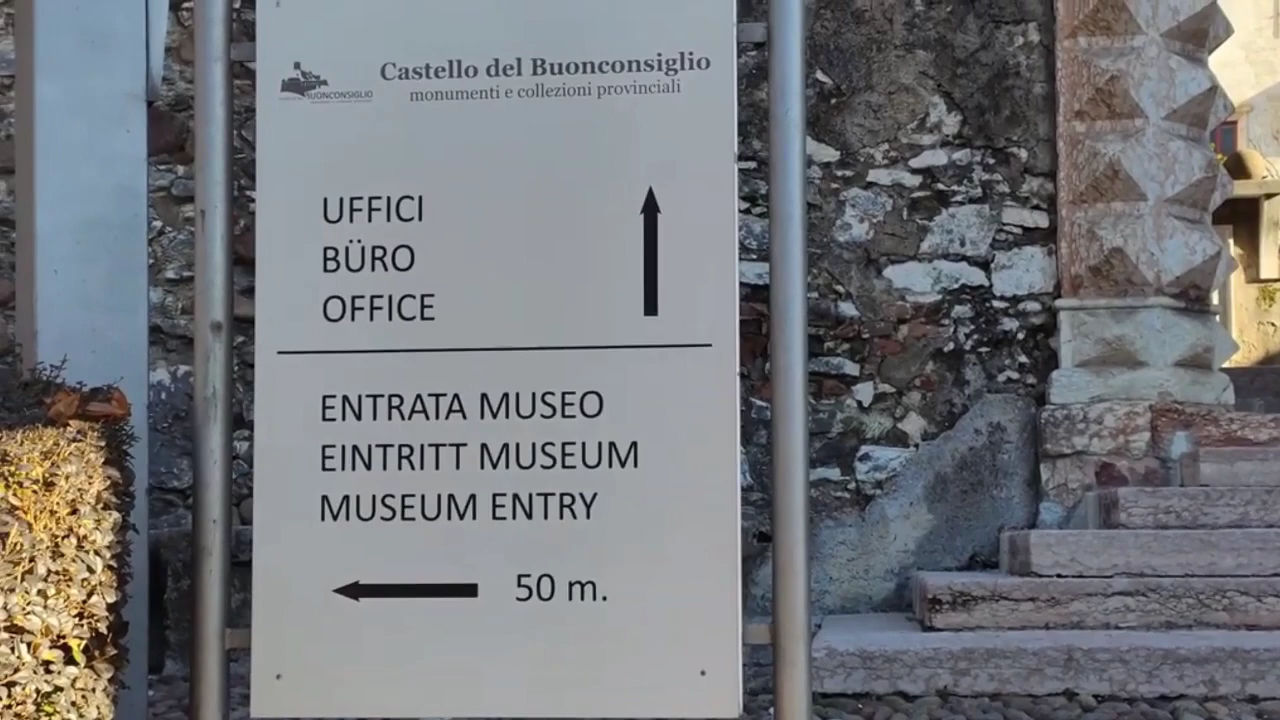 Castello del Buonconsiglio
BUONCONSIGLIO
monumenti e collezioni provinciali
UFFICI
BÜRO
OFFICE
ENTRATA MUSEO
EINTRITT MUSEUM
MUSEUM ENTRY
50 m.